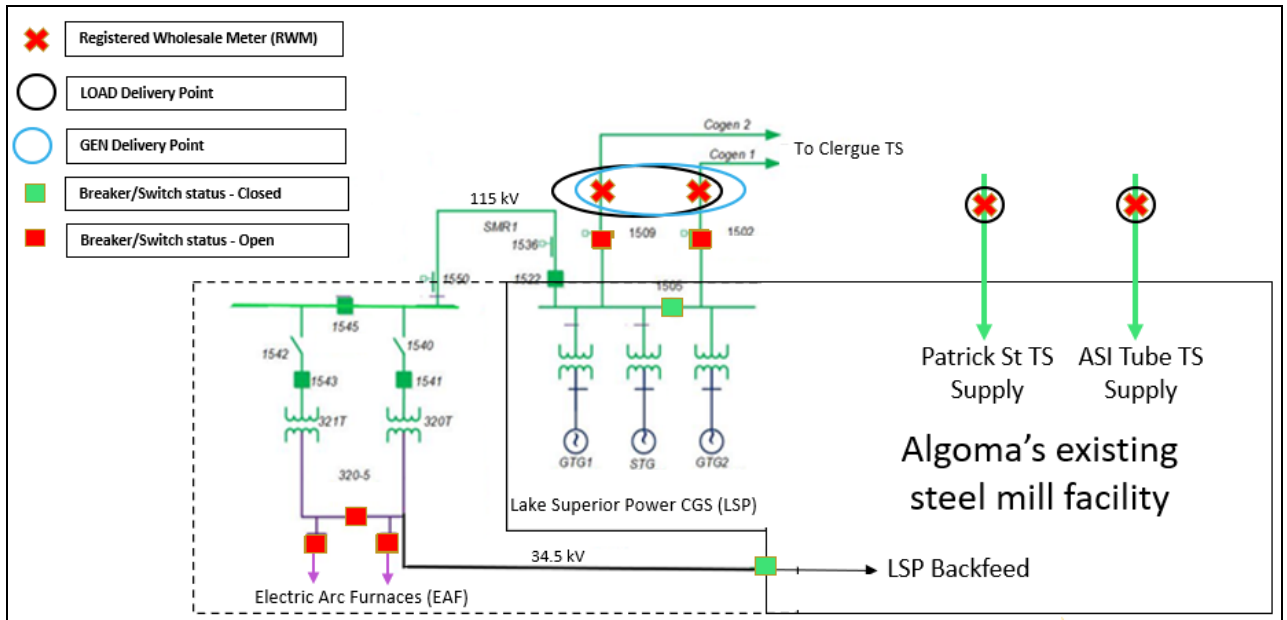 Registered Wholesale Meter (RWM)
LOAD Delivery Point
GEN Delivery Point
Breaker/Switch status - Closed
Breaker/Switch status - Open
Cogen 2
Cogen 1
To Clergue TS
115 kV
SMR1
1536
1509
1502
1550
1522
1505
1545
1542
1540
1543
1541
321T
320T
GTG1
STG
GTG2
320-5
Lake Superior Power CGS (LSP)
34.5 kV
Electric Arc Furnaces (EAF)
LSP Backfeed
Patrick St TS
Supply
ASI Tube TS
Supply
Algoma’s existing
steel mill facility